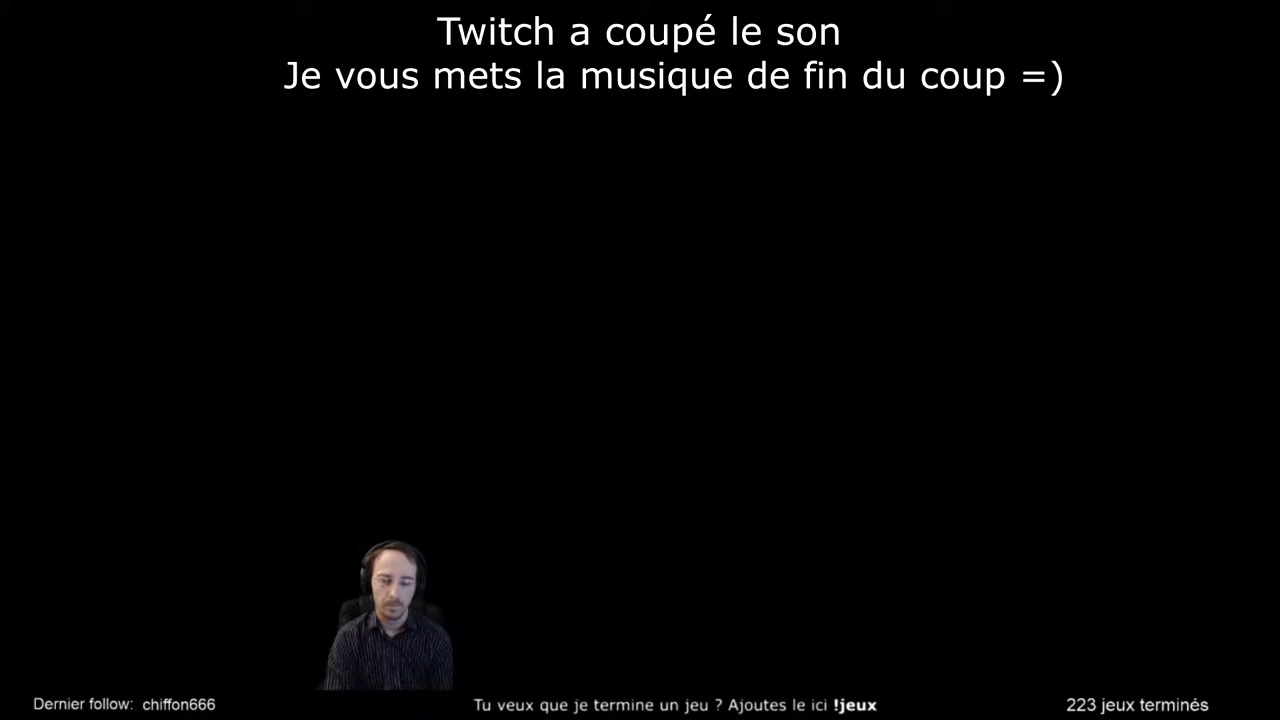 Twitch a coupé le son
Je vous mets la musique de fin du coup =)
Dernier follow: chiffon666
Tu veux que je termine un jeu ? Ajoutes le ici !jeux
223 jeux terminés